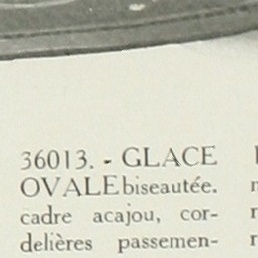 36013. - GLACE
OVALE biseautée.
cadre acajou, cor-
delières passemen-